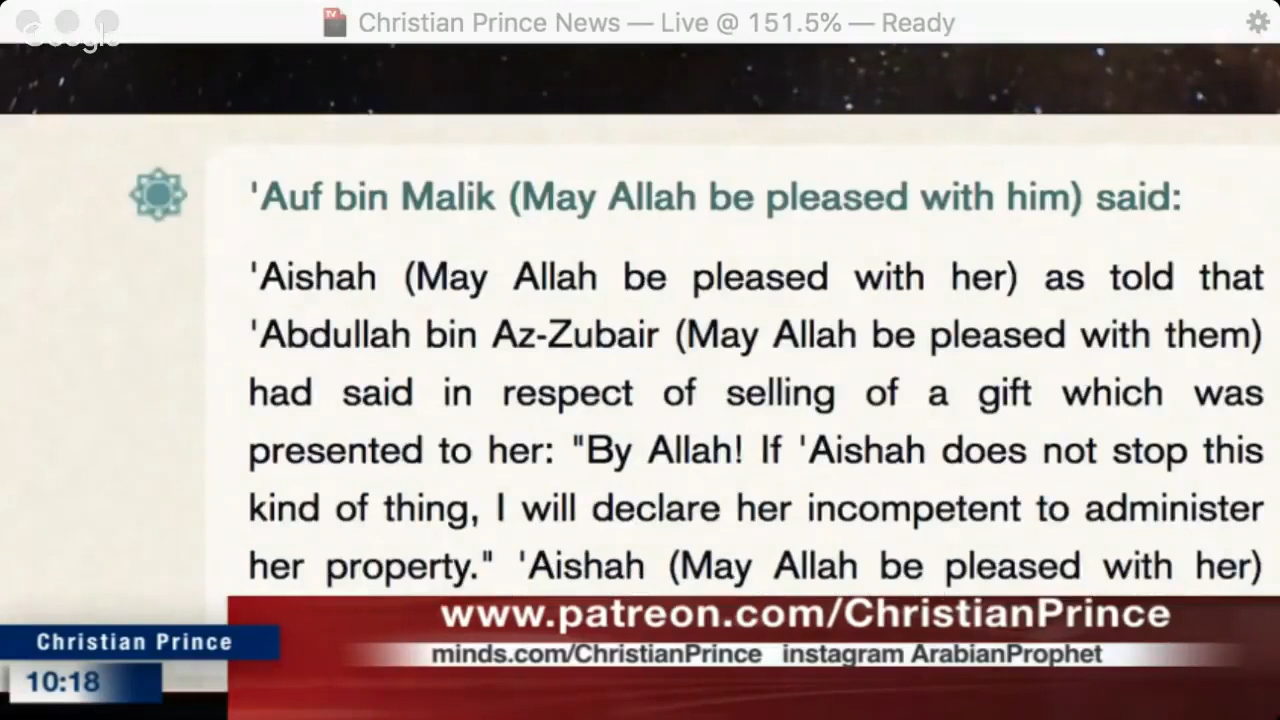 TV Christian Prince News — Live @ 151.5% — Ready
Google
'Auf bin Malik (May Allah be pleased with him) said:
'Aishah (May Allah be pleased with her) as told that
'Abdullah bin Az-Zubair (May Allah be pleased with them)
had said in respect of selling of a gift which was
presented to her: "By Allah! If 'Aishah does not stop this
kind of thing, I will declare her incompetent to administer
her property." 'Aishah (May Allah be pleased with her)
www.patreon.com/ChristianPrince
Christian Prince
minds.com/ChristianPrince instagram ArabianProphet
10:18